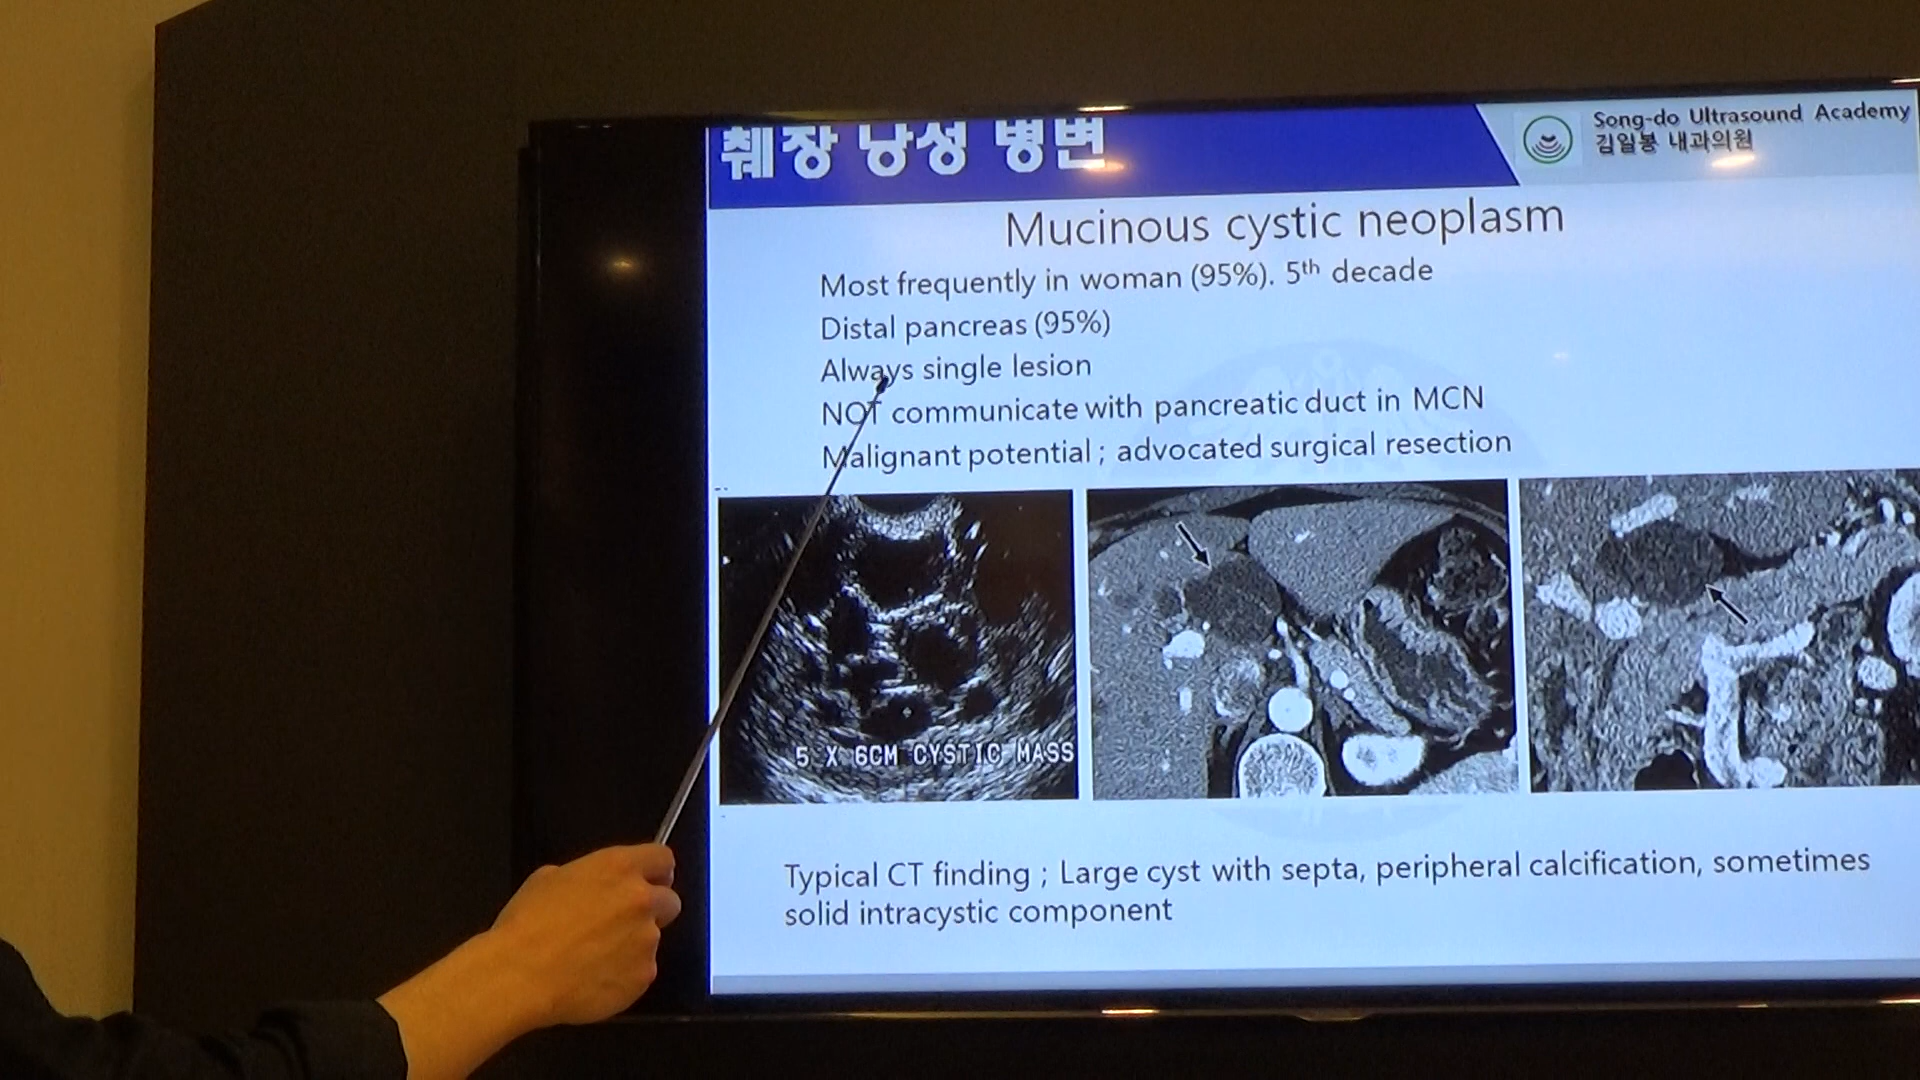 췌장 낭성 병변
Song-do Ultrasound Academy
김일봉 내과의원
Mucinous cystic neoplasm
Most frequently in woman (95%). 5th decade
Distal pancreas (95%)
Always single lesion
NOT communicate with pancreatic duct in MCN
Malignant potential ; advocated surgical resection
5 X 6CM CYSTIC MASS
Typical CT finding ; Large cyst with septa, peripheral calcification, sometimes
solid intracystic component